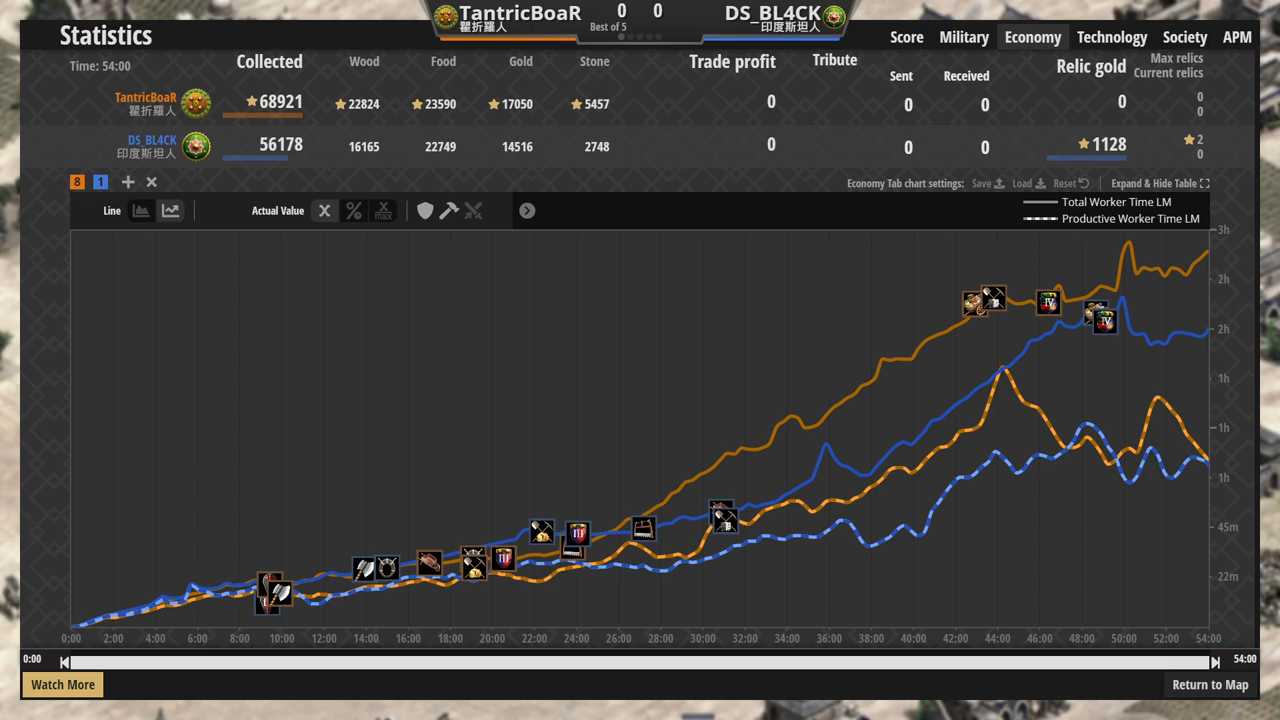 TantricBoaR 0 0 DS_BL4CK
瞿折羅人 Best of 5 印度斯坦人
Statistics Score Military Economy Technology Society APM
Time: 54:00 Collected Wood Food Gold Stone Trade profit Tribute Sent Received Relic gold Max relics Current relics
TantricBoaR 瞿折羅人 68921 22824 23590 17050 5457 0 0 0 0 0 0
DS_BL4CK 印度斯坦人 56178 16165 22749 14516 2748 0 0 0 1128 2 0
8 1 Economy Tab chart settings: Save Load Reset Expand & Hide Table
Line Actual Value X % X/max Total Worker Time LM
Productive Worker Time LM
3h
2h
2h
1h
1h
1h
45m
22m
0:00 2:00 4:00 6:00 8:00 10:00 12:00 14:00 16:00 18:00 20:00 22:00 24:00 26:00 28:00 30:00 32:00 34:00 36:00 38:00 40:00 42:00 44:00 46:00 48:00 50:00 52:00 54:00
0:00 54:00
Watch More Return to Map